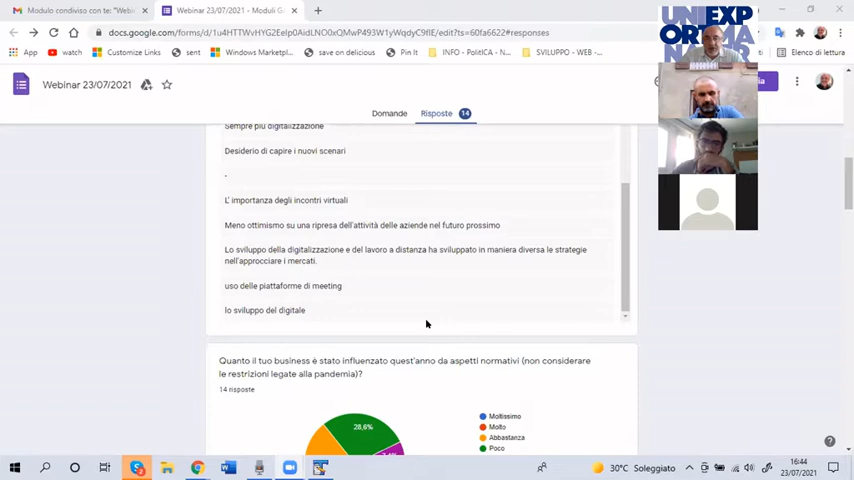 Modulo condiviso con te: "Webi
Webinar 23/07/2021 - Moduli G
docs.google.com/forms/d/1u4HTTWvHYG2EeIp0AidLNO0xQMwP493W1yWqdyC9fIE/edit?ts=60fa6622#responses
watch
Customize Links
smt
Windows Marketpl...
save on delicious
Pin It
INFO - PolitICA - W...
SVILUPPO - WEB -...
Elenco di lettura
UNIEXP
ORT
MA
NA
Webinar 23/07/2021
Domande
Risposte
14
Sempre più digitalizzazione
Desiderio di capire i nuovi scenari
-
L' importanza degli incontri virtuali
Meno ottimismo su una ripresa dell'attività delle aziende nel futuro prossimo
Lo sviluppo della digitalizzazione e del lavoro a distanza ha sviluppato in maniera diversa le strategie
nell'approcciare i mercati.
uso delle piattaforme di meeting
lo sviluppo del digitale
Quanto il tuo business è stato influenzato quest'anno da aspetti normativi (non considerare
le restrizioni legate alla pandemia)?
14 risposte
28,6%
Moltissimo
Molto
Abbastanza
Poco
30°C Soleggiato
16:44
23/07/2021